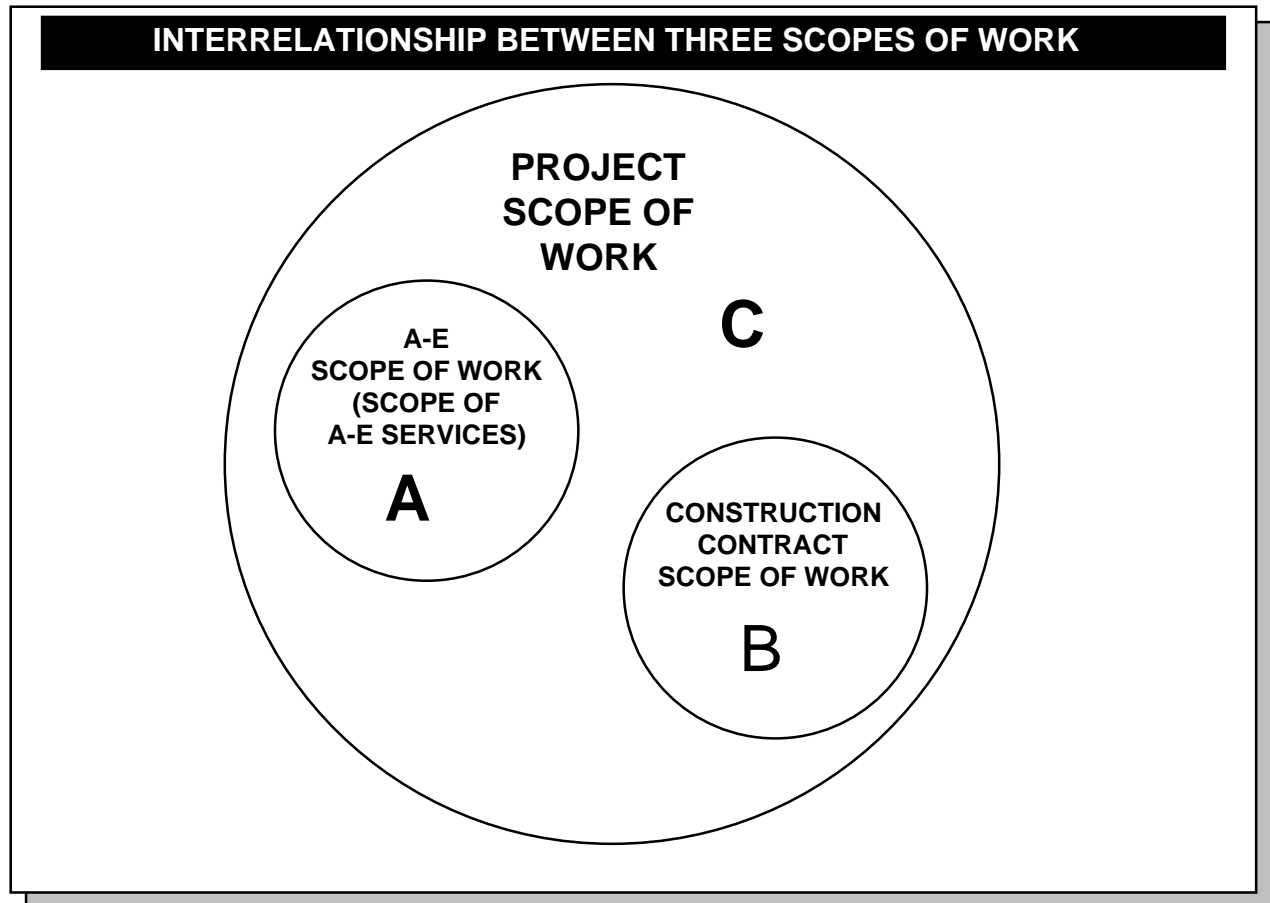 INTERRELATIONSHIP BETWEEN THREE SCOPES OF WORK
PROJECT
SCOPE OF
WORK
C
A-E
SCOPE OF WORK
(SCOPE OF
A-E SERVICES)
A
CONSTRUCTION
CONTRACT
SCOPE OF WORK
B